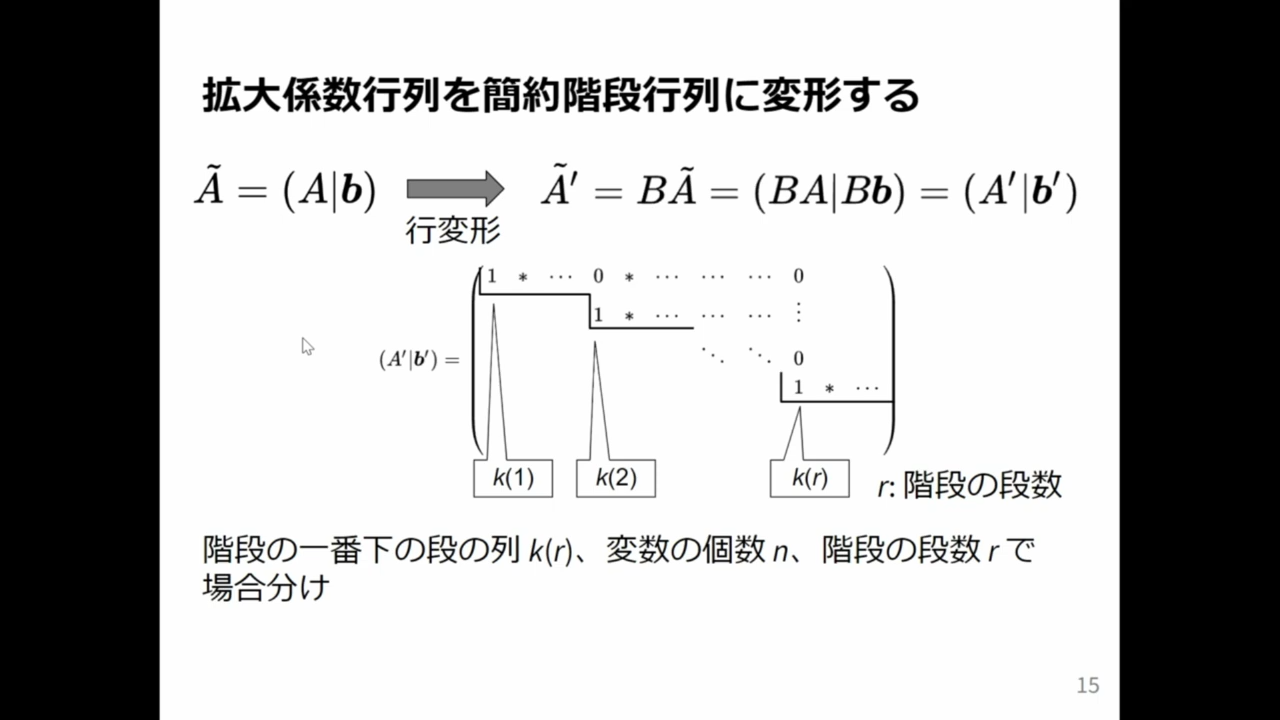 拡大係数行列を簡約階段行列に変形する
Ã = (A|b) Ã′ = BÃ = (BA|Bb) = (A′|b′)
行変形
1 * ⋯ 0 * ⋯ ⋯ ⋯ 0
1 * ⋯ ⋯ ⋯ ⋮
(A′|b′) = ⋱ ⋱ 0
1 * ⋯
k(1) k(2) k(r) r: 階段の段数
階段の一番下の段の列 k(r)、変数の個数 n、階段の段数 r で
場合分け
15